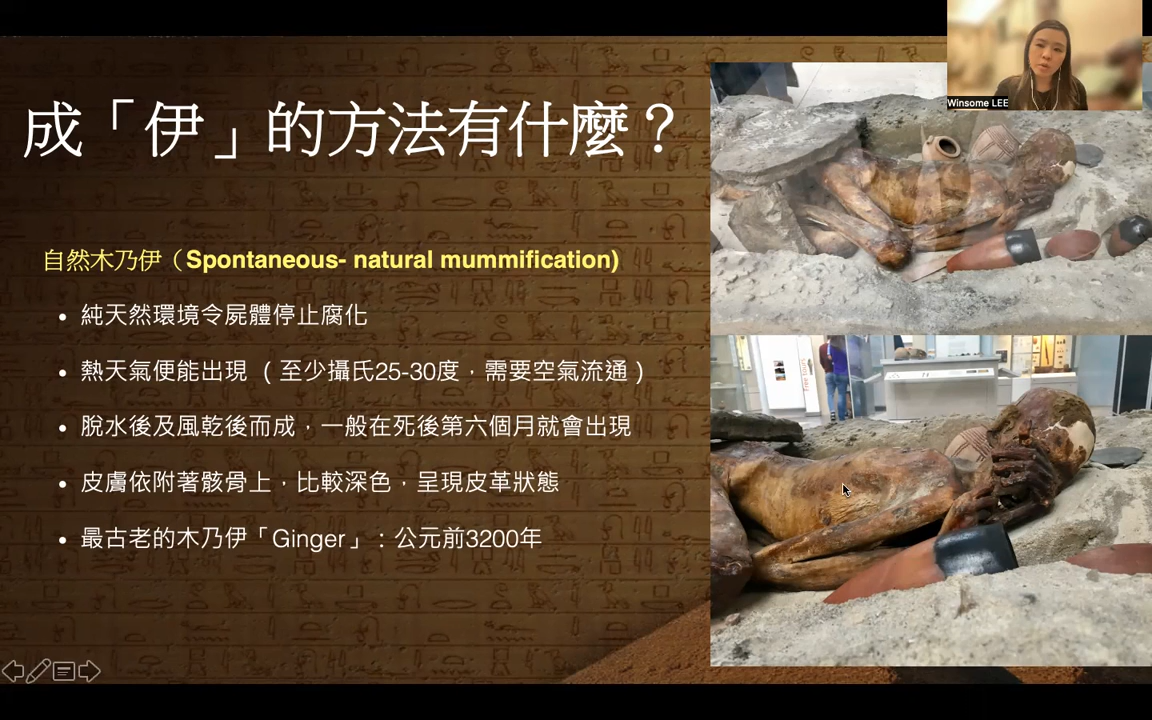 Winsome LEE
成「伊」的方法有什麼？
自然木乃伊（Spontaneous- natural mummification)
• 純天然環境令屍體停止腐化
• 熱天氣便能出現 （至少攝氏25-30度，需要空氣流通）
• 脫水後及風乾後而成，一般在死後第六個月就會出現
• 皮膚依附著骸骨上，比較深色，呈現皮革狀態
• 最古老的木乃伊「Ginger」：公元前3200年